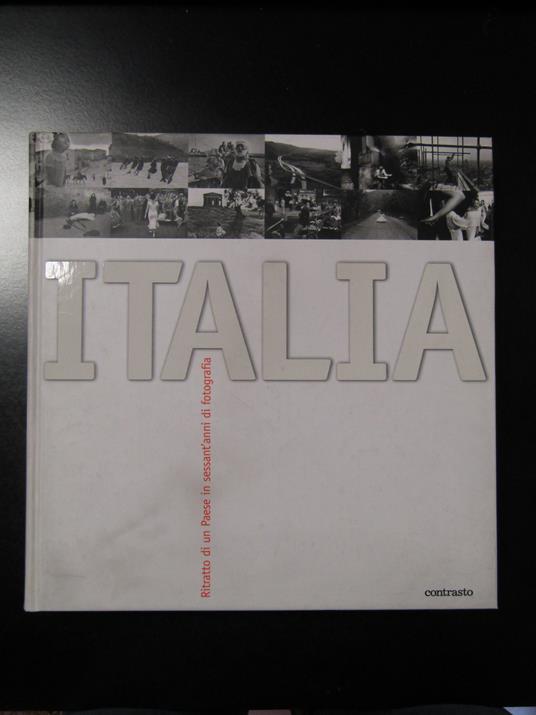 ITALIA
Ritratto di un Paese in sessant'anni di fotografia
contrasto